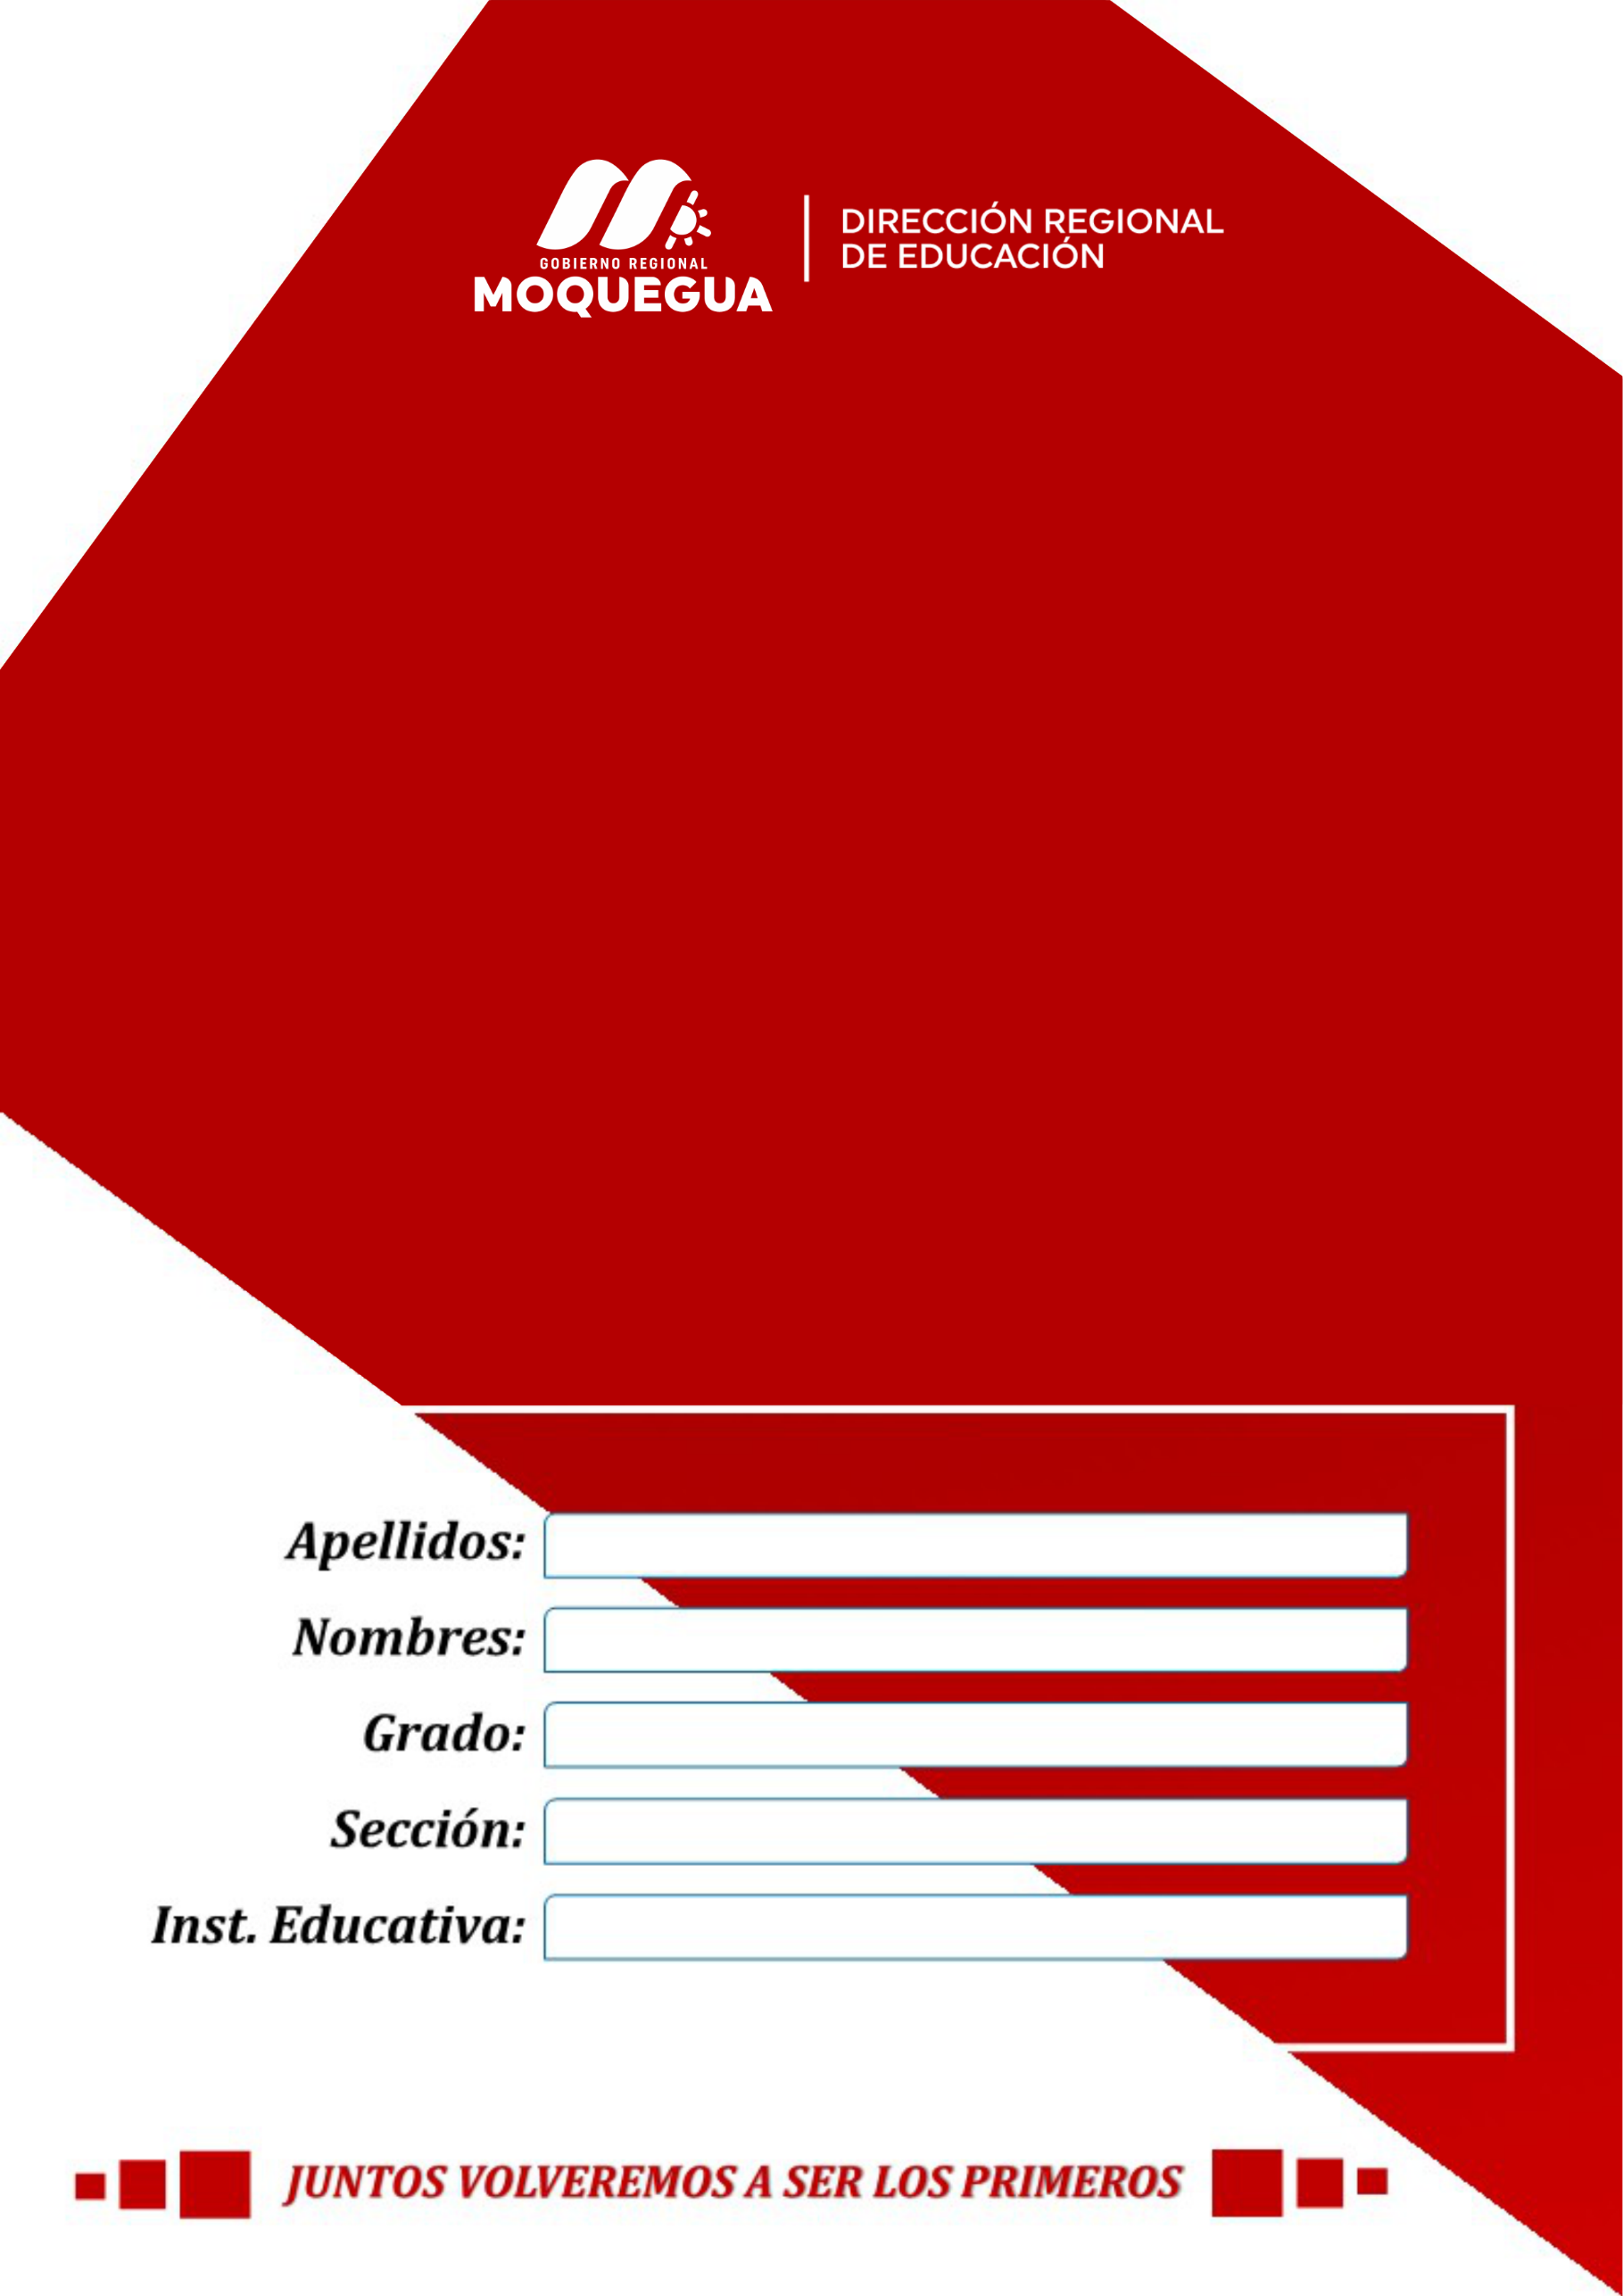 GOBIERNO REGIONAL
MOQUEGUA
DIRECCIÓN REGIONAL
DE EDUCACIÓN
Apellidos:
Nombres:
Grado:
Sección:
Inst. Educativa:
JUNTOS VOLVEREMOS A SER LOS PRIMEROS